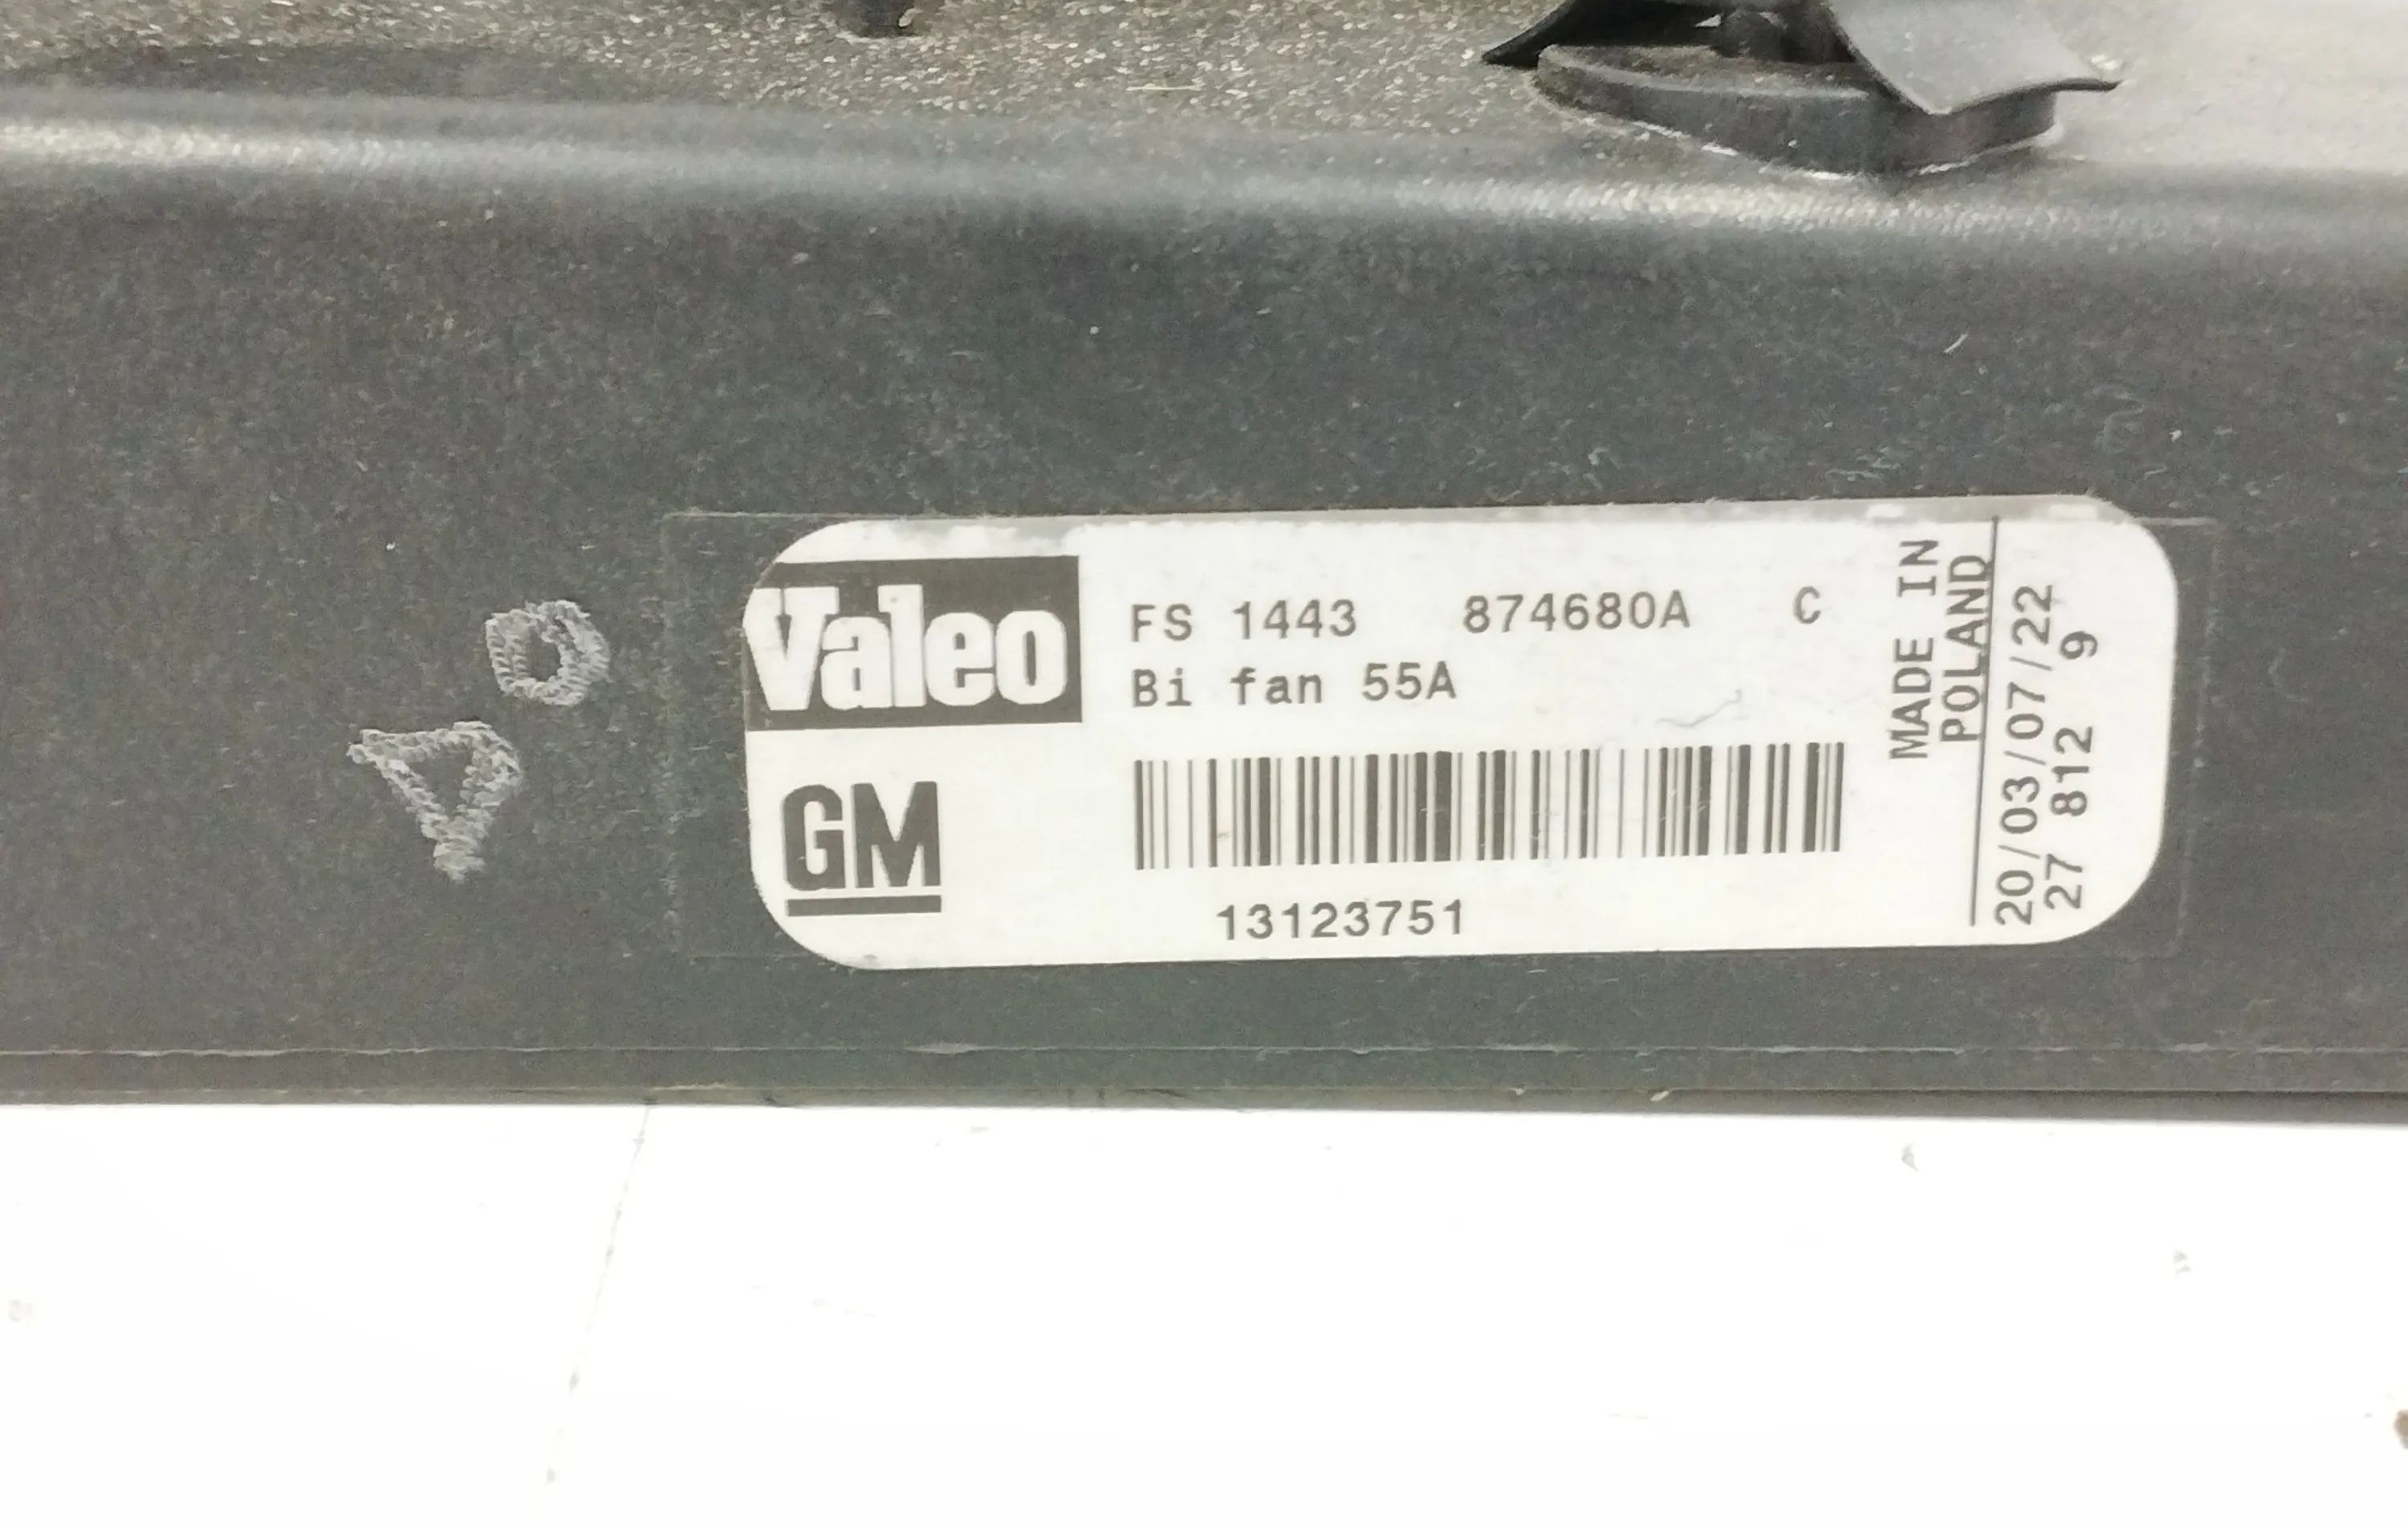 Valeo
FS 1443 874680A C
Bi fan 55A
GM
13123751
MADE IN
POLAND
20/03/07/22
27 812 9